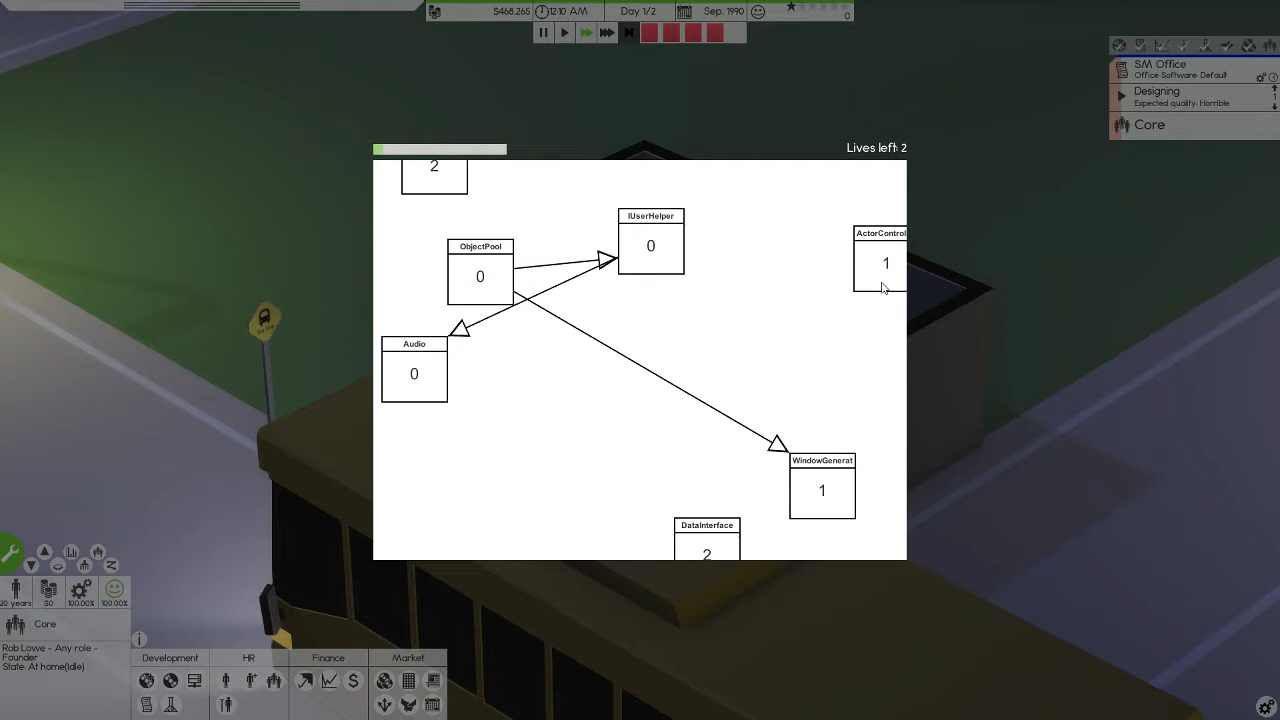 $468.265
12:10 AM
Day 1/2
Sep. 1990
0
SM Office
Office Software: Default
Designing
Expected quality: Horrible
1
Core
Lives left: 2
2
IUserHelper
0
ActorControl
1
ObjectPool
0
Audio
0
WindowGenerat
1
DataInterface
2
20 years
$0
100.00%
100.00%
Core
Rob Lowe - Any role -
Founder
State: At home(Idle)
Development
HR
Finance
Market